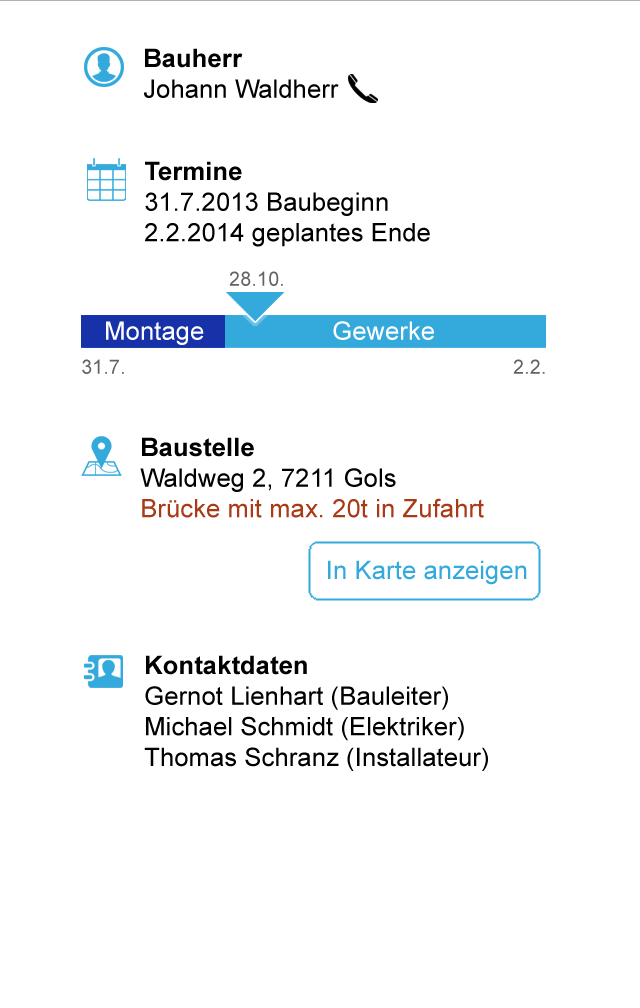 Bauherr
Johann Waldherr
Termine
31.7.2013 Baubeginn
2.2.2014 geplantes Ende
28.10.
Montage Gewerke
31.7. 2.2.
Baustelle
Waldweg 2, 7211 Gols
Brücke mit max. 20t in Zufahrt
In Karte anzeigen
Kontaktdaten
Gernot Lienhart (Bauleiter)
Michael Schmidt (Elektriker)
Thomas Schranz (Installateur)